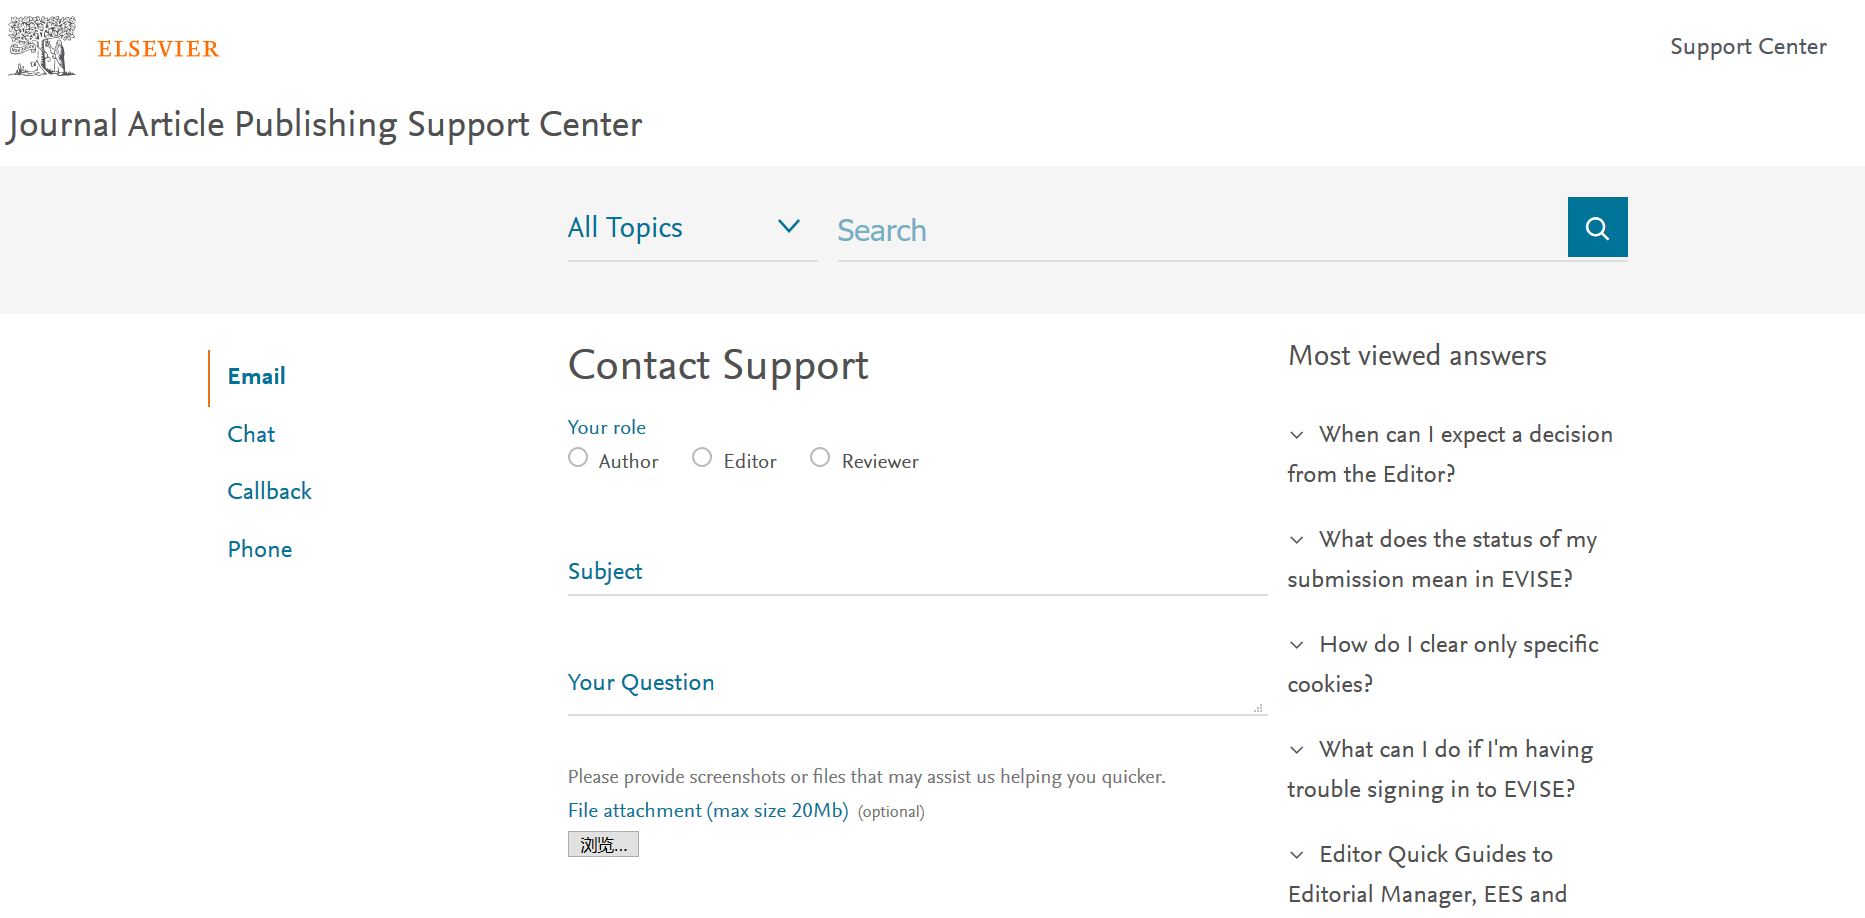 ELSEVIER
Support Center
Journal Article Publishing Support Center
All Topics
Search
Email
Chat
Callback
Phone
Contact Support
Your role
Author
Editor
Reviewer
Subject
Your Question
Please provide screenshots or files that may assist us helping you quicker.
File attachment (max size 20Mb) (optional)
浏览...
Most viewed answers
When can I expect a decision
from the Editor?
What does the status of my
submission mean in EVISE?
How do I clear only specific
cookies?
What can I do if I'm having
trouble signing in to EVISE?
Editor Quick Guides to
Editorial Manager, EES and